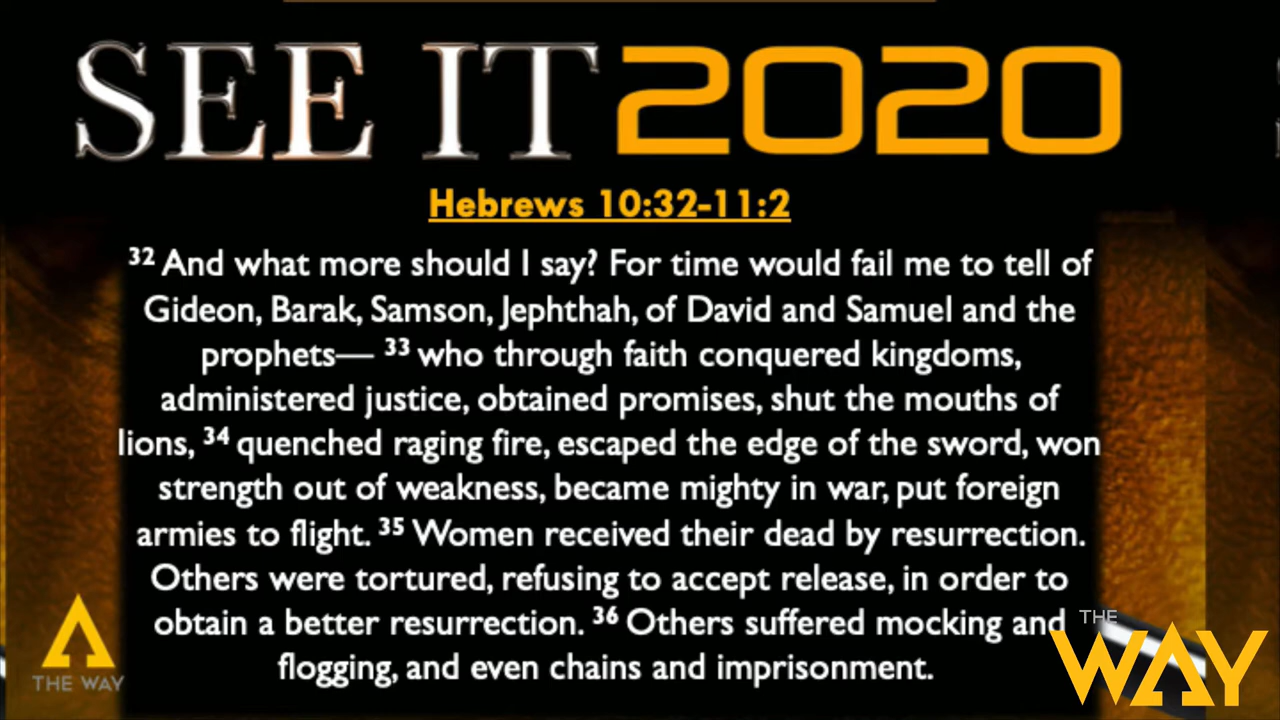 SEE IT 2020
Hebrews 10:32-11:2
32 And what more should I say? For time would fail me to tell of
Gideon, Barak, Samson, Jephthah, of David and Samuel and the
prophets— 33 who through faith conquered kingdoms,
administered justice, obtained promises, shut the mouths of
lions, 34 quenched raging fire, escaped the edge of the sword, won
strength out of weakness, became mighty in war, put foreign
armies to flight. 35 Women received their dead by resurrection.
Others were tortured, refusing to accept release, in order to
obtain a better resurrection. 36 Others suffered mocking and
flogging, and even chains and imprisonment.
THE WAY
THE
WAY